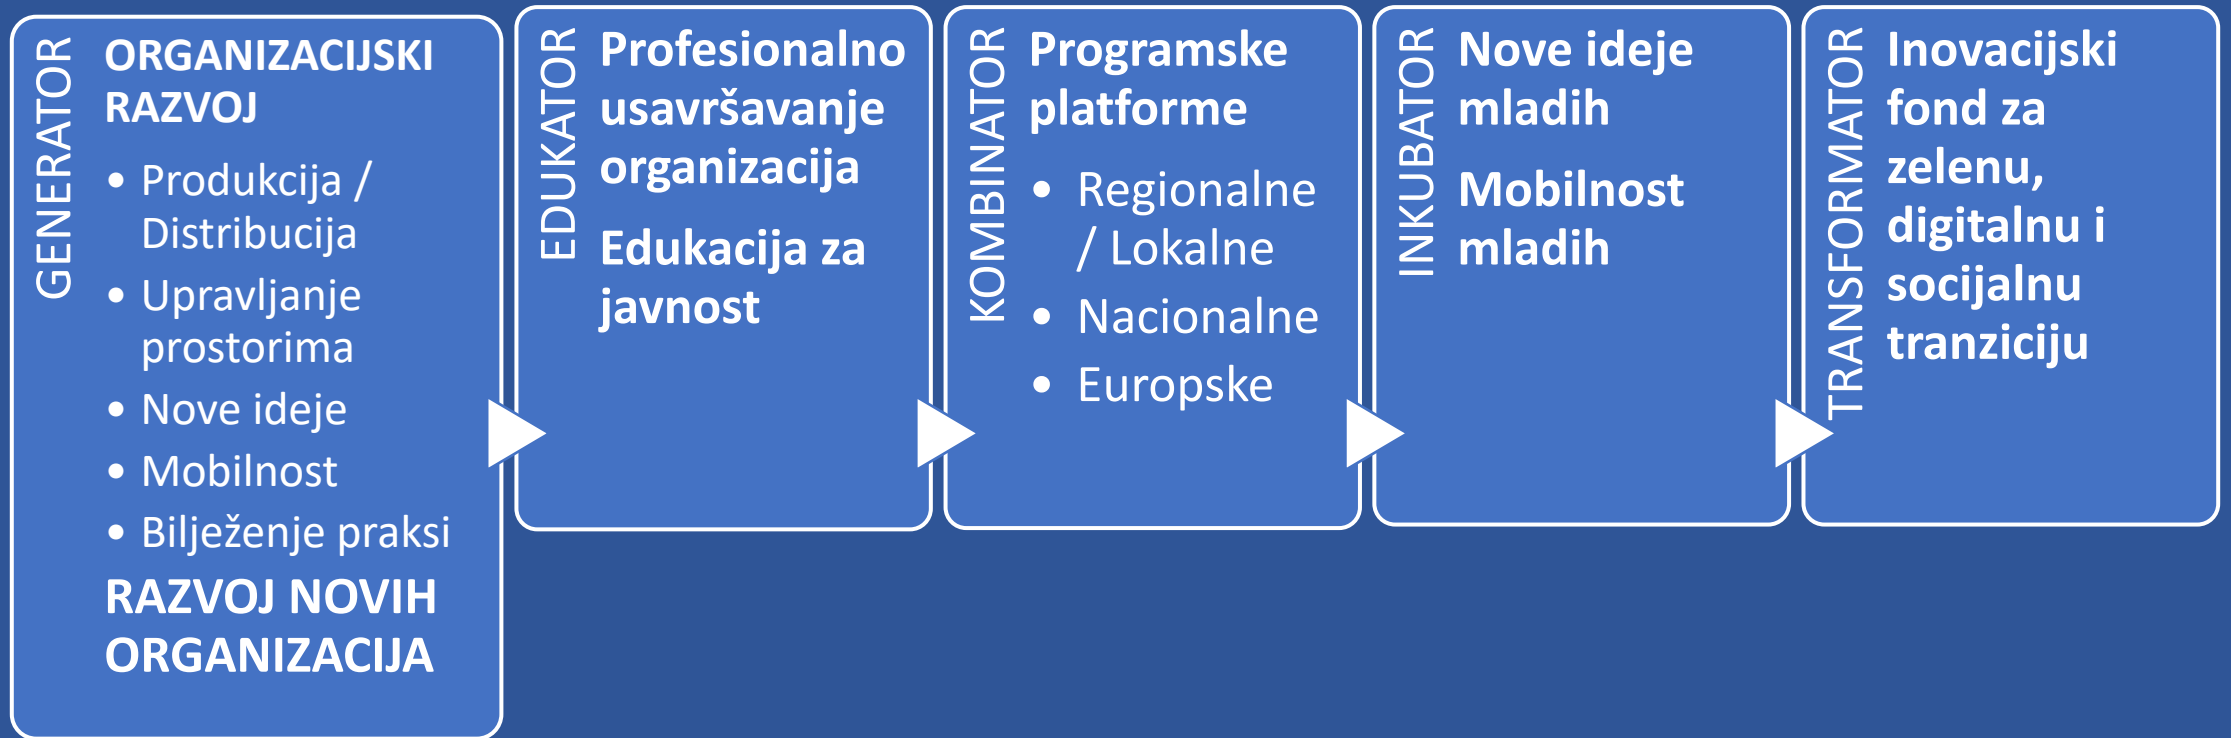 GENERATOR
ORGANIZACIJSKI
RAZVOJ
• Produkcija /
Distribucija
• Upravljanje
prostorima
• Nove ideje
• Mobilnost
• Bilježenje praksi
RAZVOJ NOVIH
ORGANIZACIJA
EDUKATOR
Profesionalno
usavršavanje
organizacija
Edukacija za
javnost
KOMBINATOR
Programske
platforme
• Regionalne
/ Lokalne
• Nacionalne
• Europske
INKUBATOR
Nove ideje
mladih
Mobilnost
mladih
TRANSFORMATOR
Inovacijski
fond za
zelenu,
digitalnu i
socijalnu
tranziciju